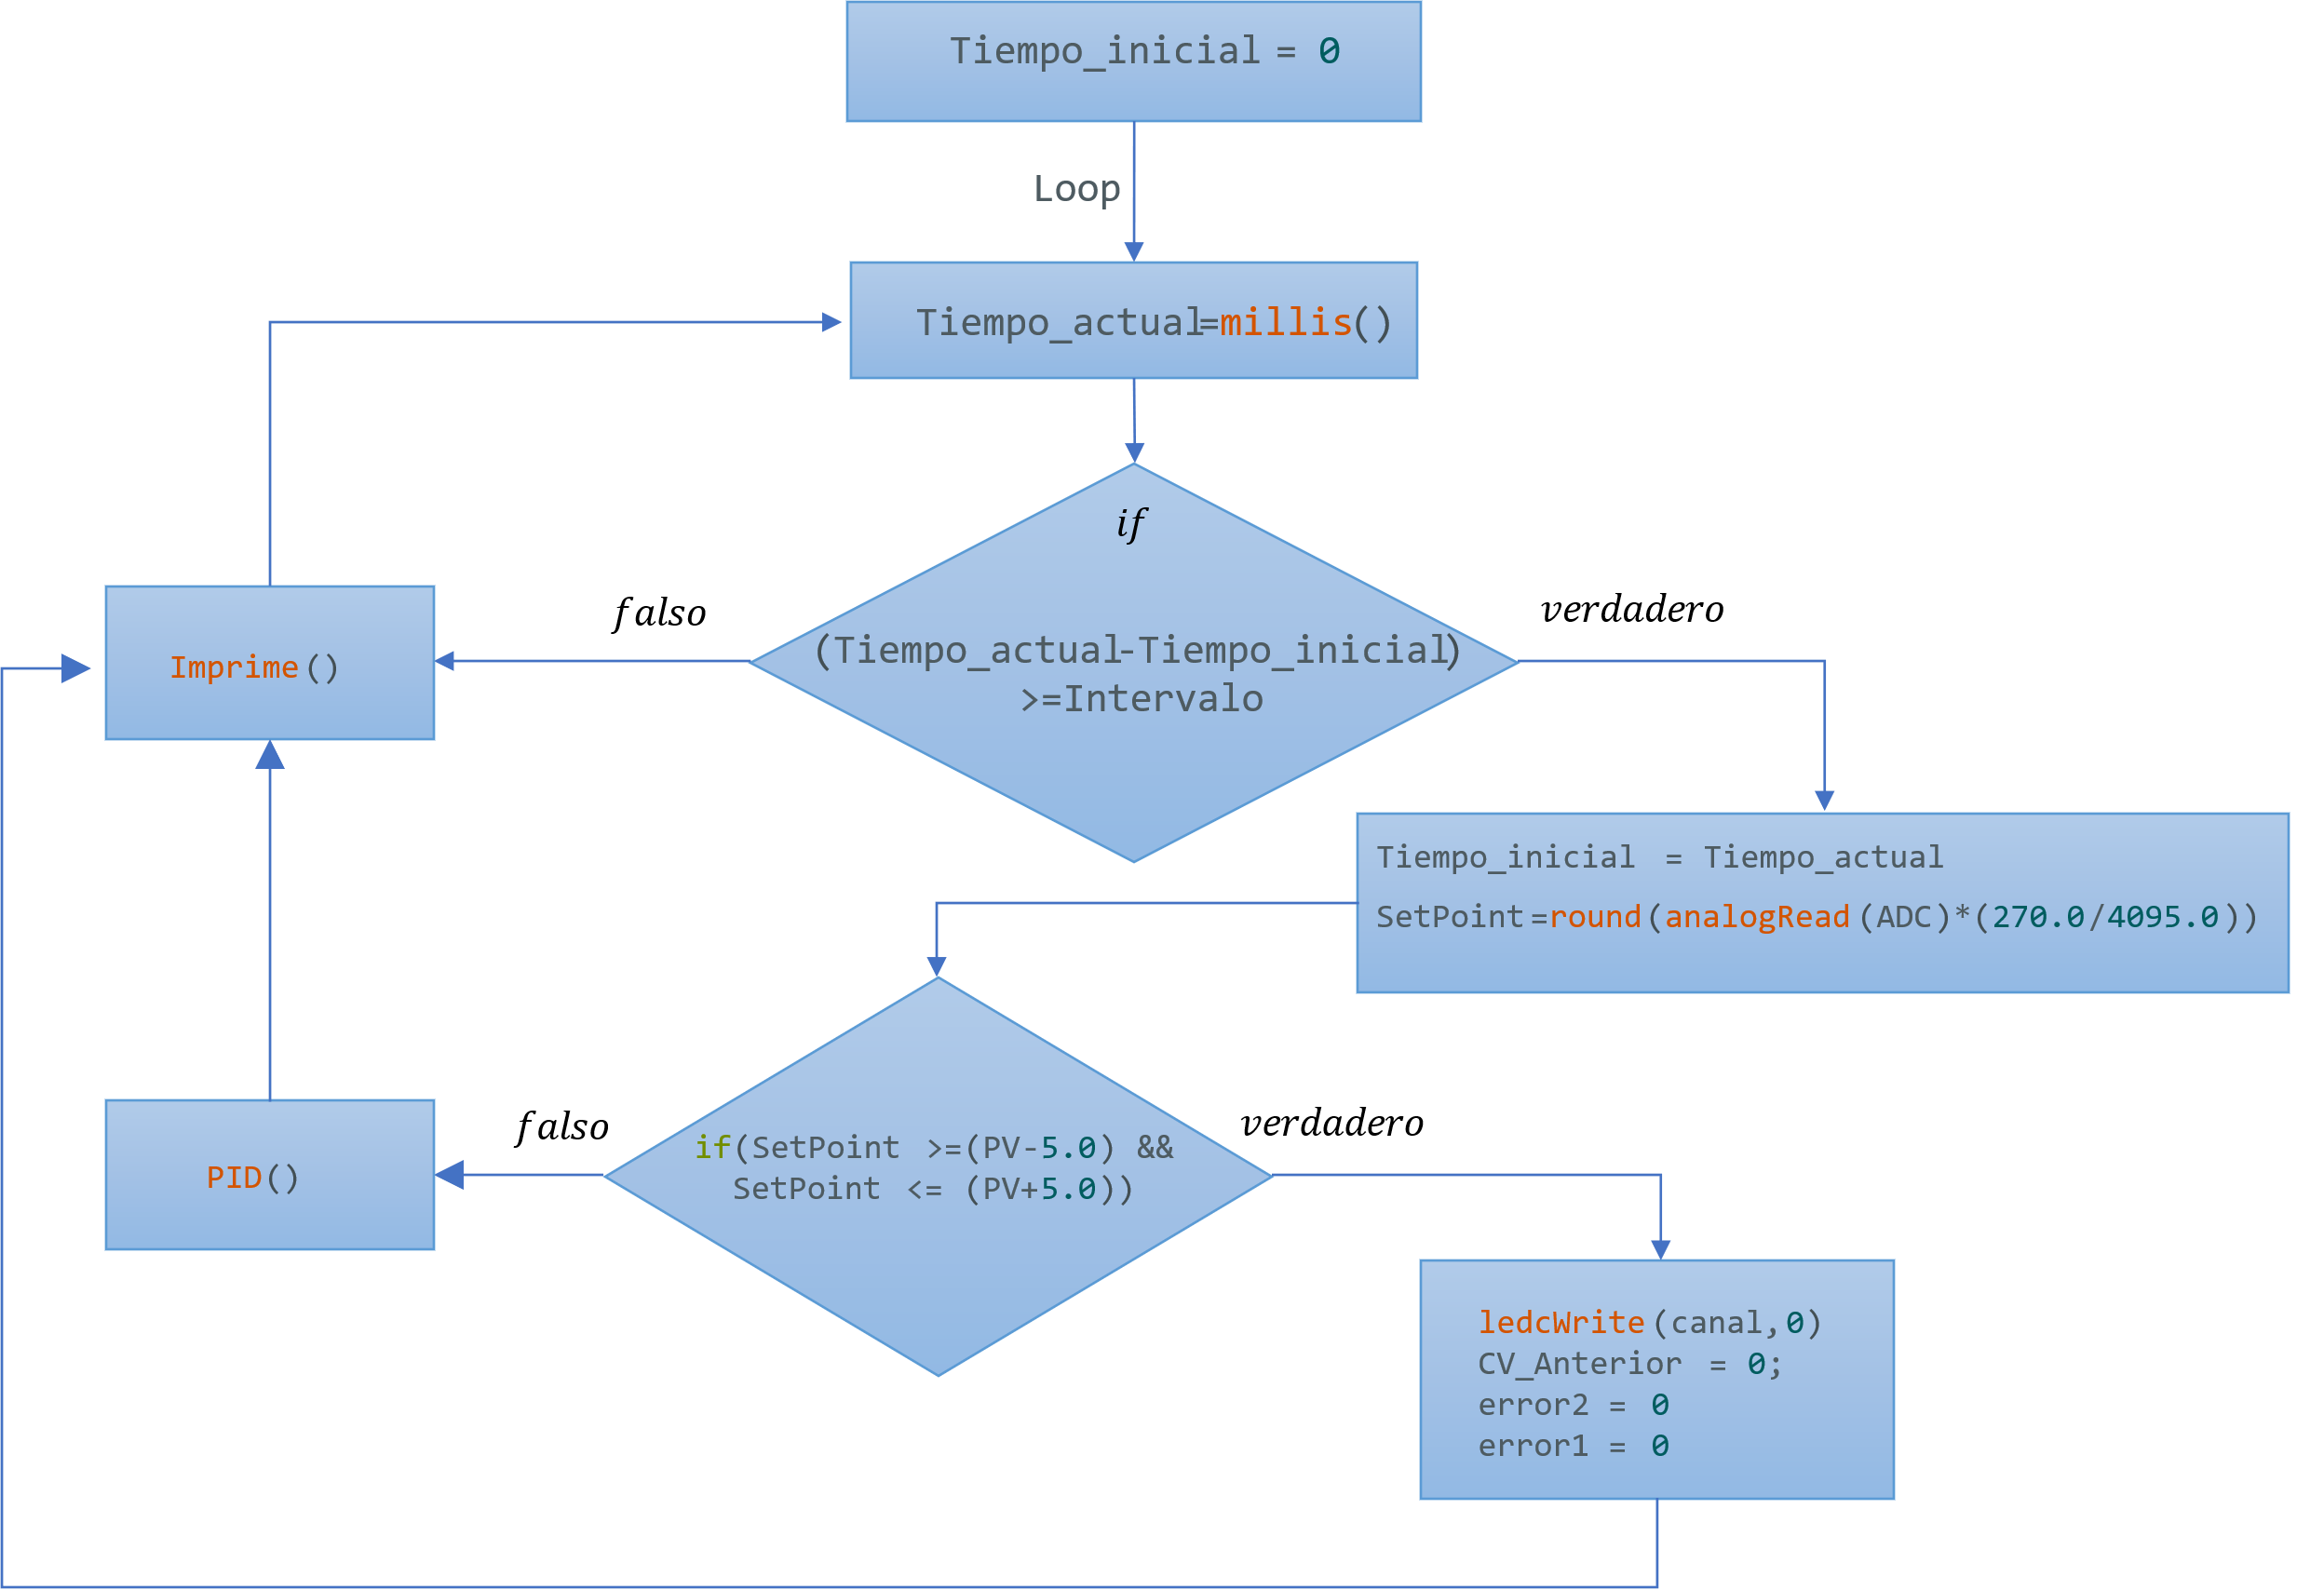 Tiempo_inicial = 0
Loop
Tiempo_actual=millis()
if
(Tiempo_actual-Tiempo_inicial)
>=Intervalo
falso
verdadero
Imprime()
Tiempo_inicial = Tiempo_actual
SetPoint=round(analogRead(ADC)*(270.0/4095.0))
if(SetPoint >=(PV-5.0) &&
SetPoint <= (PV+5.0))
falso
verdadero
PID()
ledcWrite(canal,0)
CV_Anterior = 0;
error2 = 0
error1 = 0